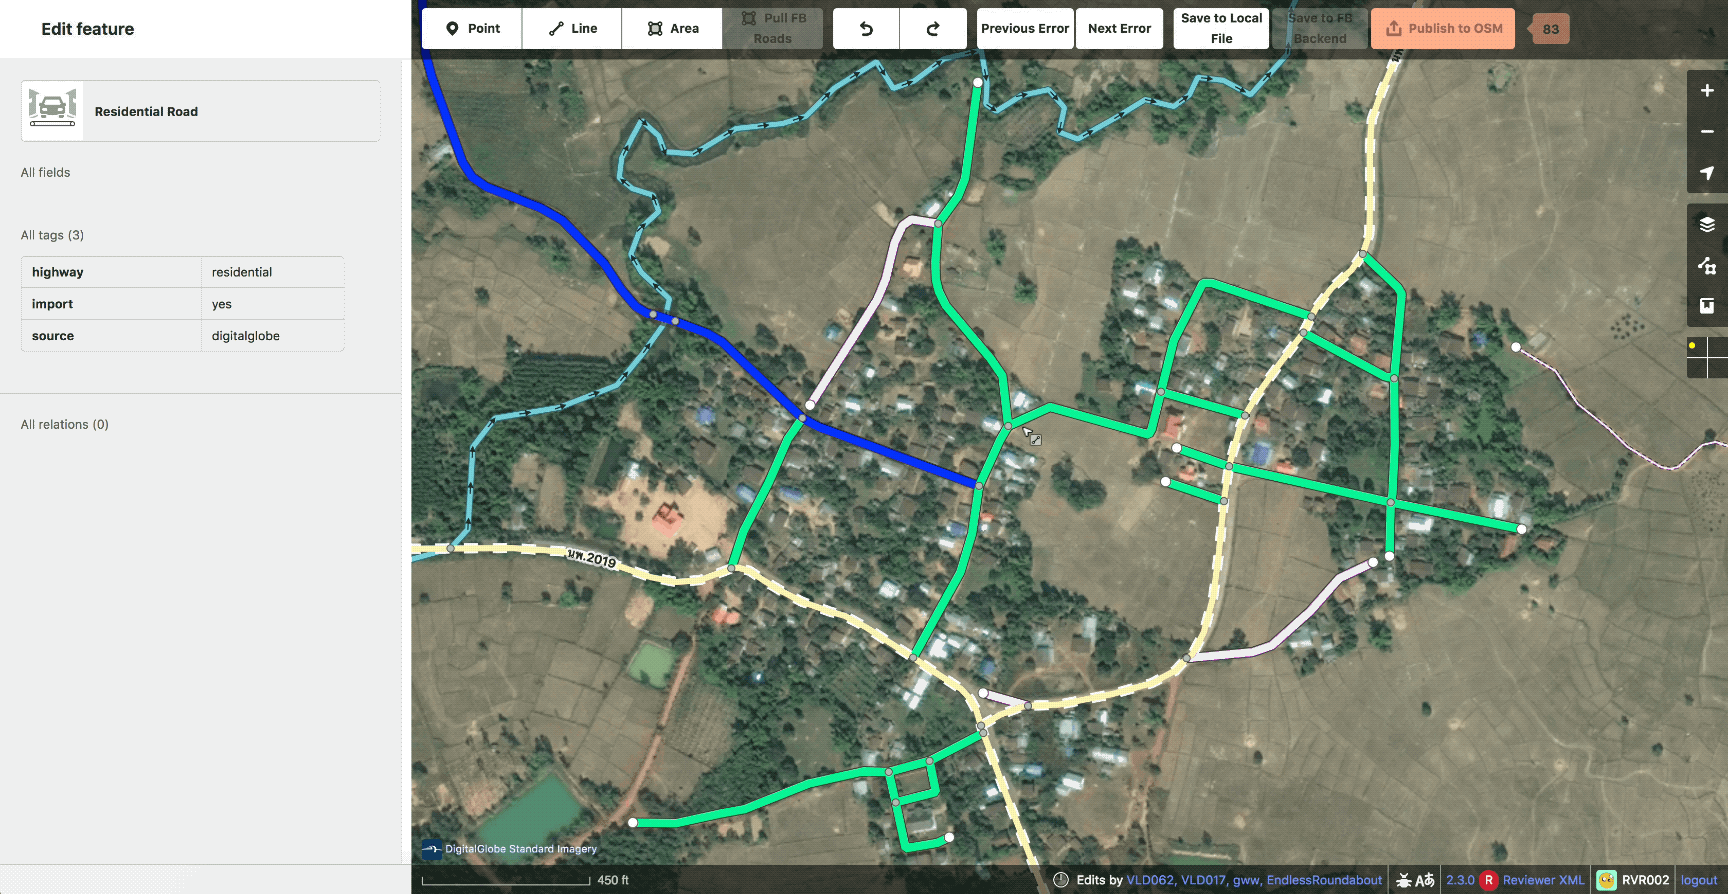 Edit feature
Residential Road
All fields
All tags (3)
highway residential
import yes
source digitalglobe
All relations (0)
Point
Line
Area
Pull FB
Roads
Previous Error
Next Error
Save to Local
File
Save to FB
Backend
Publish to OSM
83
นพ.2019
DigitalGlobe Standard Imagery
450 ft
Edits by VLD062, VLD017, gww, EndlessRoundabout
2.3.0
R
Reviewer XML
RVR002
logout